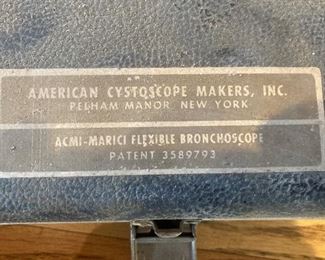 AMERICAN CYSTOSCOPE MAKERS, INC.
PELHAM MANOR, NEW YORK
ACMI-MARICI FLEXIBLE BRONCHOSCOPE
PATENT 3589793